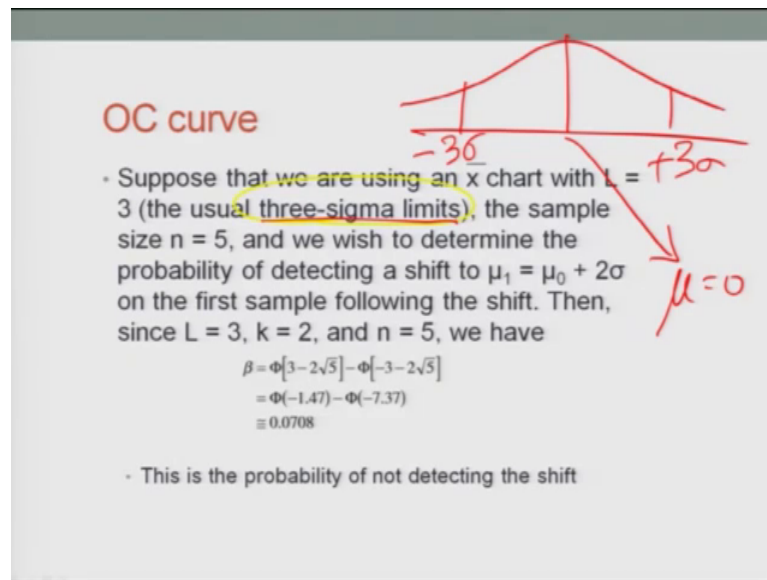 OC curve
-3σ
+3σ
μ=0
• Suppose that we are using an x̄ chart with L =
3 (the usual three-sigma limits), the sample
size n = 5, and we wish to determine the
probability of detecting a shift to μ₁ = μ₀ + 2σ
on the first sample following the shift. Then,
since L = 3, k = 2, and n = 5, we have
β=Φ[3−2√5]−Φ[−3−2√5]
=Φ(−1.47)−Φ(−7.37)
≅0.0708
• This is the probability of not detecting the shift